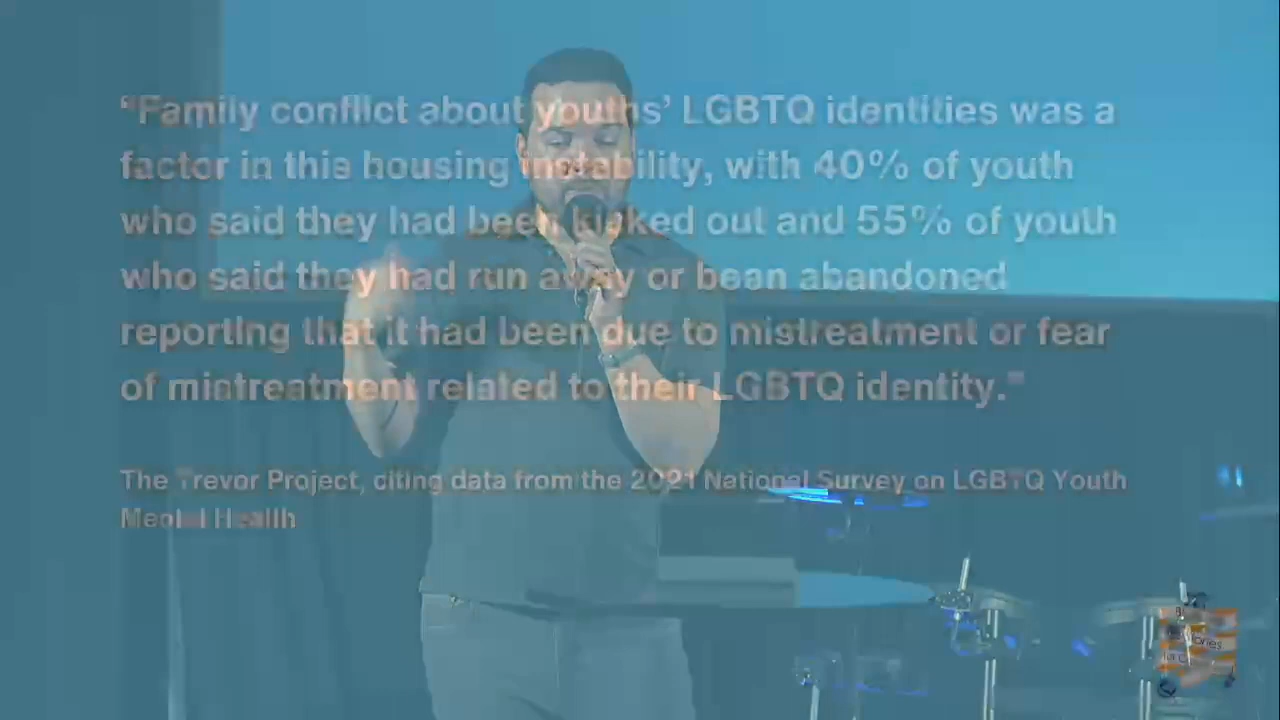 “Family conflict about youths’ LGBTQ identities was a
factor in this housing instability, with 40% of youth
who said they had been kicked out and 55% of youth
who said they had run away or been abandoned
reporting that it had been due to mistreatment or fear
of mistreatment related to their LGBTQ identity.”
The Trevor Project, citing data from the 2021 National Survey on LGBTQ Youth
Mental Health